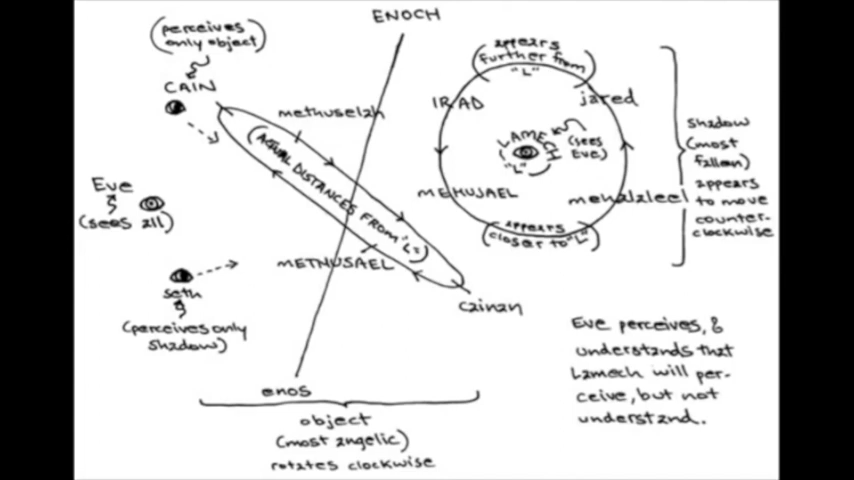 ENOCH
(perceives
only object)
CAIN
methuselah
(ACTUAL DISTANCES FROM "L")
Eve
(sees all)
METHUSAEL
seth
(perceives only
shadow)
cainan
enos
object
(most angelic)
rotates clockwise
(appears
further from
"L")
IRAD
jared
LAMECH
("L")
(sees
Eve)
MEHUJAEL
mehalaleel
(appears
closer to "L")
shadow
(most
fallen)
appears
to move
counter-
clockwise
Eve perceives, &
understands that
Lamech will per-
ceive, but not
understand.